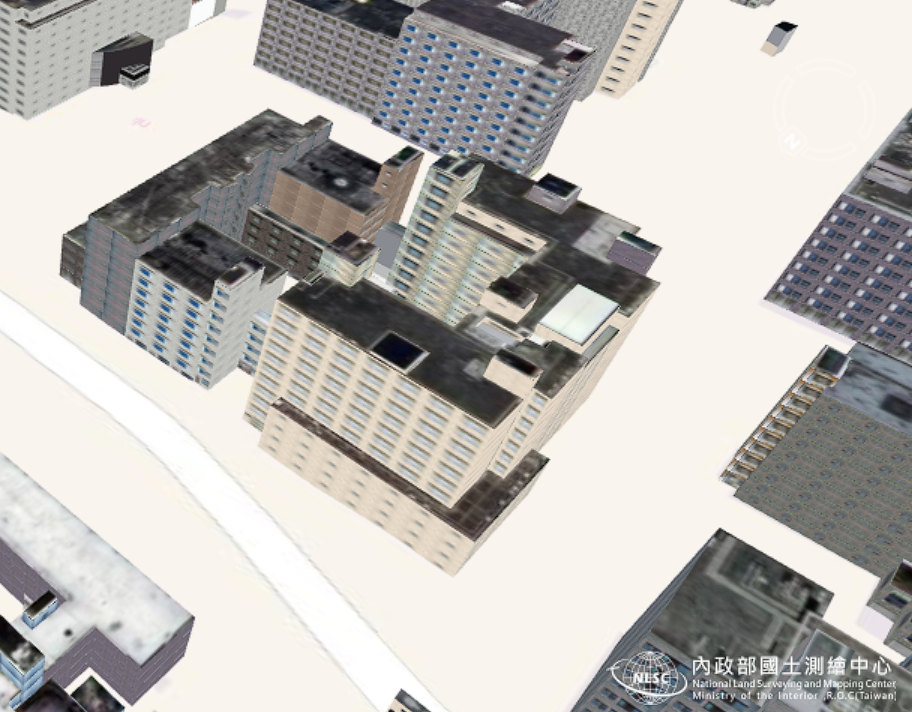 N
內政部國土測繪中心
NLSC
National Land Surveying and Mapping Center
Ministry of the Interior ,R.O.C(Taiwan)